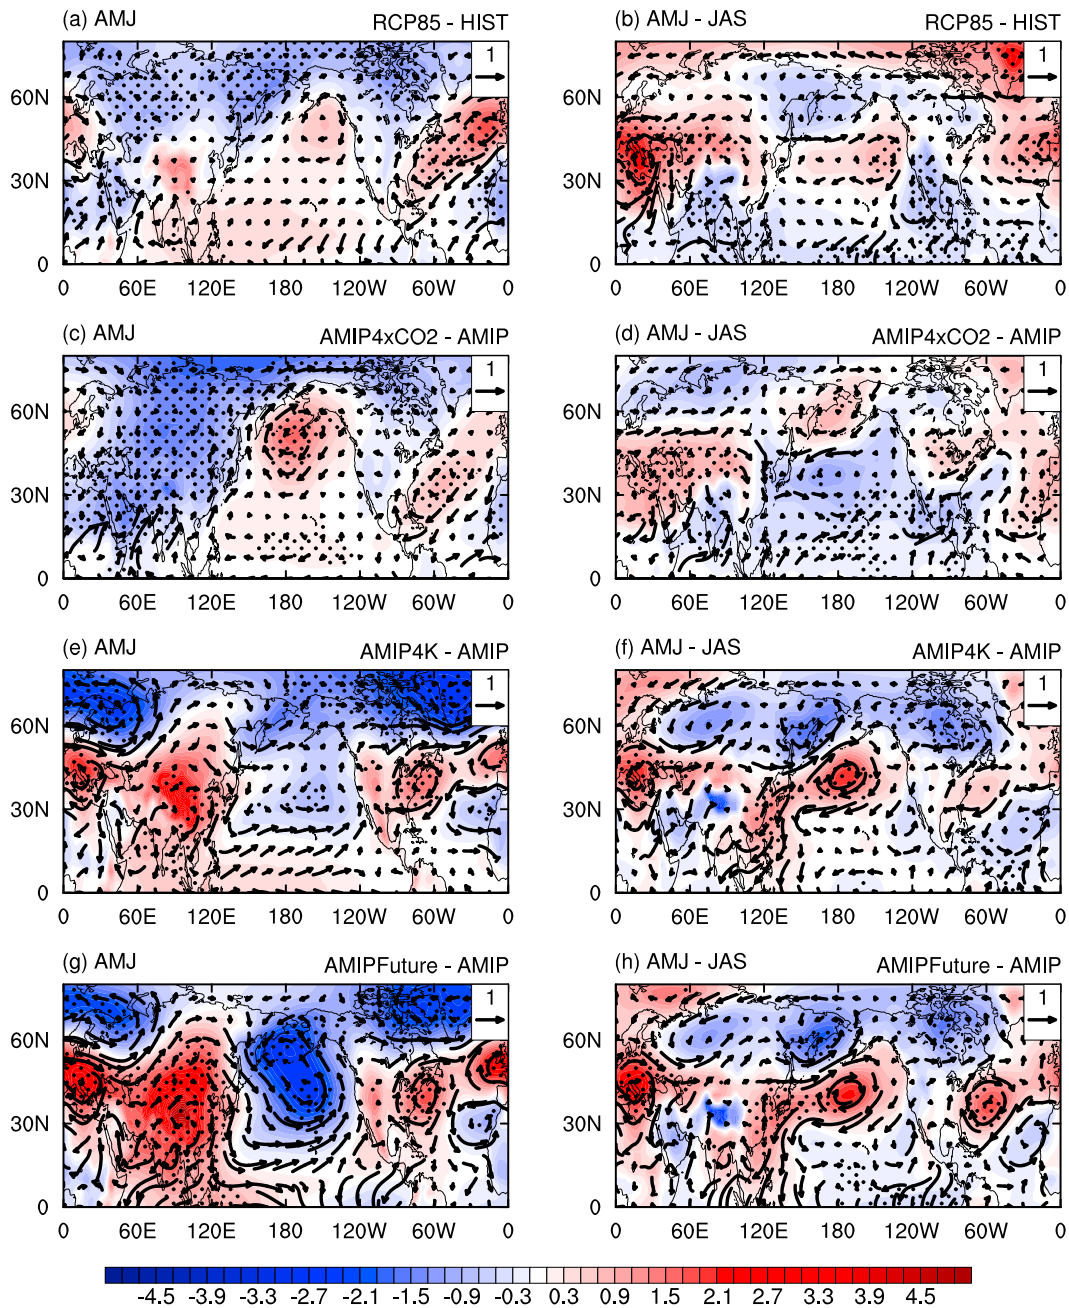 (a) AMJ RCP85 - HIST (b) AMJ - JAS RCP85 - HIST
1 1
60N 60N
30N 30N
0 0
0 60E 120E 180 120W 60W 0 0 60E 120E 180 120W 60W 0
(c) AMJ AMIP4xCO2 - AMIP (d) AMJ - JAS AMIP4xCO2 - AMIP
1 1
60N 60N
30N 30N
0 0
0 60E 120E 180 120W 60W 0 0 60E 120E 180 120W 60W 0
(e) AMJ AMIP4K - AMIP (f) AMJ - JAS AMIP4K - AMIP
1 1
60N 60N
30N 30N
0 0
0 60E 120E 180 120W 60W 0 0 60E 120E 180 120W 60W 0
(g) AMJ AMIPFuture - AMIP (h) AMJ - JAS AMIPFuture - AMIP
1 1
60N 60N
30N 30N
0 0
0 60E 120E 180 120W 60W 0 0 60E 120E 180 120W 60W 0
-4.5 -3.9 -3.3 -2.7 -2.1 -1.5 -0.9 -0.3 0.3 0.9 1.5 2.1 2.7 3.3 3.9 4.5